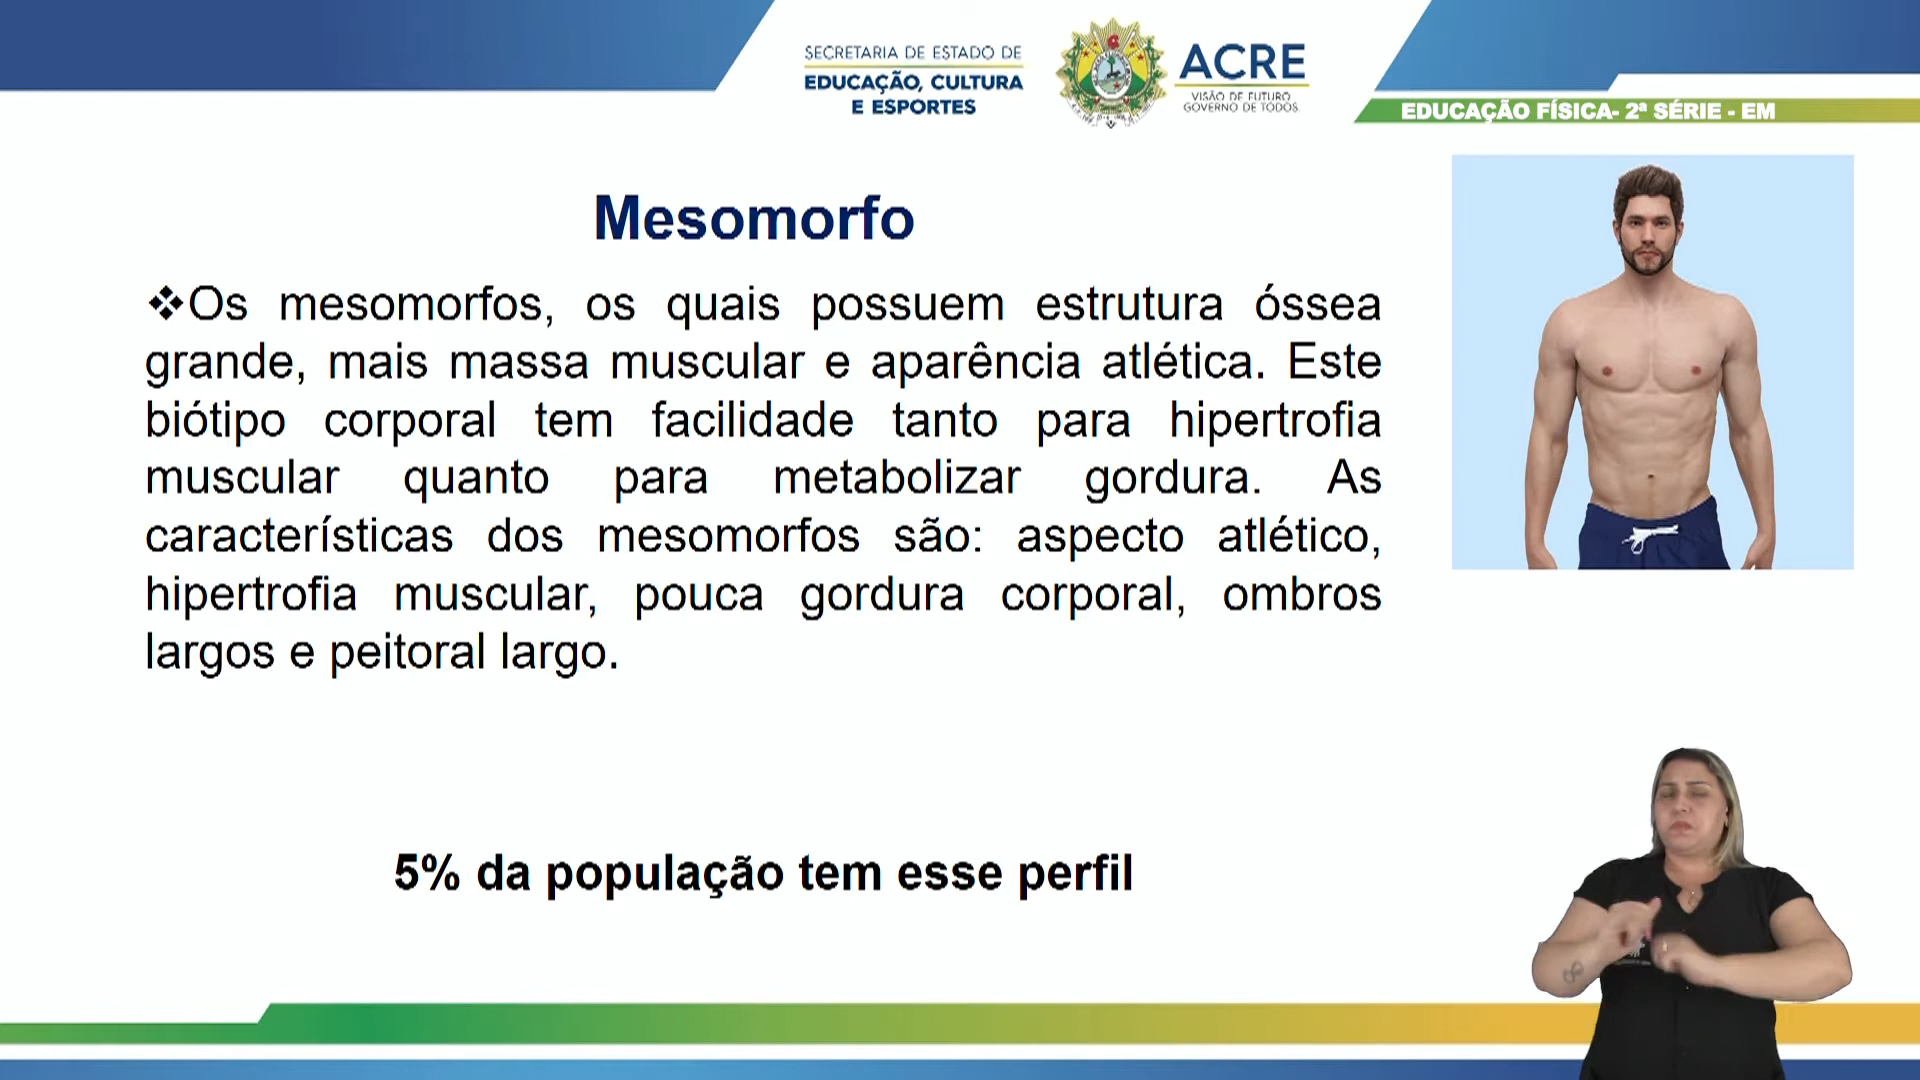 SECRETARIA DE ESTADO DE
EDUCAÇÃO, CULTURA
E ESPORTES
ACRE
VISÃO DE FUTURO
GOVERNO DE TODOS
EDUCAÇÃO FÍSICA- 2ª SÉRIE - EM
Mesomorfo
❖Os mesomorfos, os quais possuem estrutura óssea
grande, mais massa muscular e aparência atlética. Este
biótipo corporal tem facilidade tanto para hipertrofia
muscular quanto para metabolizar gordura. As
características dos mesomorfos são: aspecto atlético,
hipertrofia muscular, pouca gordura corporal, ombros
largos e peitoral largo.
5% da população tem esse perfil